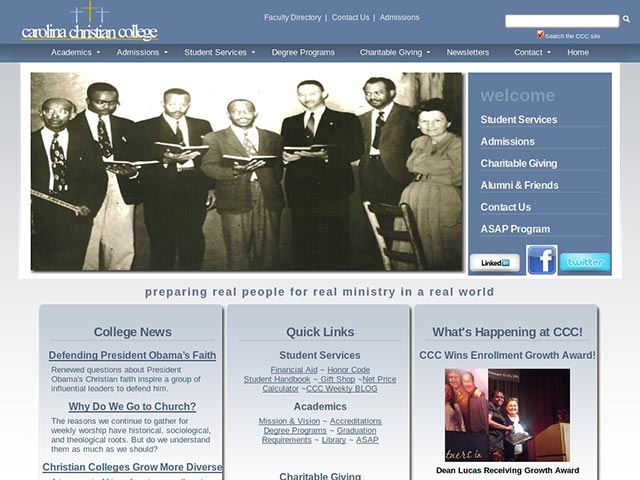 carolina christian college
Faculty Directory | Contact Us | Admissions
Search the CCC site
Academics Admissions Student Services Degree Programs Charitable Giving Newsletters Contact Home
welcome
Student Services
Admissions
Charitable Giving
Alumni & Friends
Contact Us
ASAP Program
Linked in
f
twitter
preparing real people for real ministry in a real world
College News
Defending President Obama's Faith
Renewed questions about President
Obama's Christian faith inspire a group of
influential leaders to defend him.
Why Do We Go to Church?
The reasons we continue to gather for
weekly worship have historical, sociological,
and theological roots. But do we understand
them as much as we should?
Christian Colleges Grow More Diverse
Quick Links
Student Services
Financial Aid ~ Honor Code
Student Handbook ~ Gift Shop ~Net Price
Calculator ~CCC Weekly BLOG
Academics
Mission & Vision ~ Accreditations
Degree Programs ~ Graduation
Requirements ~ Library ~ ASAP
Charitable Giving
What's Happening at CCC!
CCC Wins Enrollment Growth Award!
Dean Lucas Receiving Growth Award